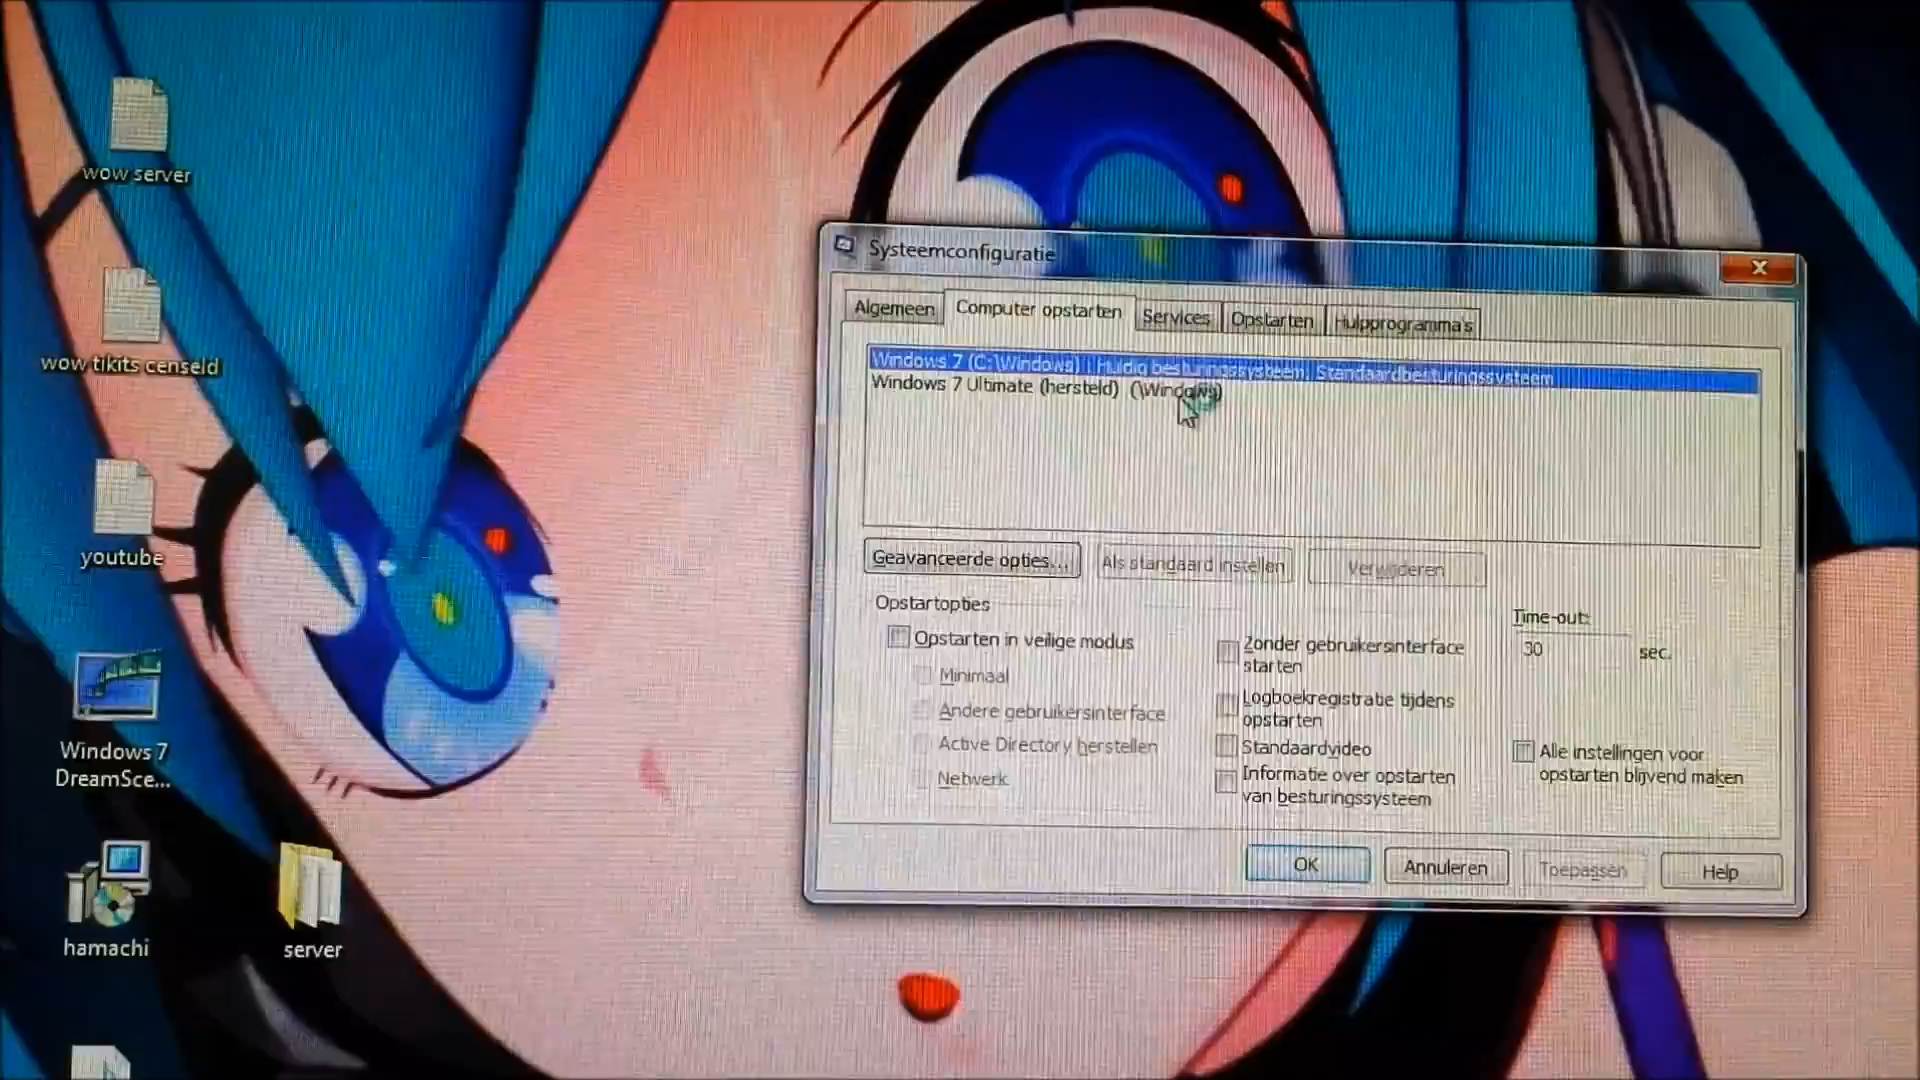 wow server
wow tikits censeld
youtube
Windows 7
DreamSce...
hamachi
server
Systeemconfiguratie
Algemeen
Computer opstarten
Services
Opstarten
Hulpprogramma's
Windows 7 (C:\Windows) : Huidig besturingssysteem; Standaardbesturingssysteem
Windows 7 Ultimate (hersteld) (\Windows)
Geavanceerde opties...
Als standaard instellen
Verwijderen
Opstartopties
Opstarten in veilige modus
Minimaal
Andere gebruikersinterface
Active Directory herstellen
Netwerk
Zonder gebruikersinterface
starten
Logboekregistratie tijdens
opstarten
Standaardvideo
Informatie over opstarten
van besturingssysteem
Time-out:
30 sec.
Alle instellingen voor
opstarten blijvend maken
OK
Annuleren
Toepassen
Help